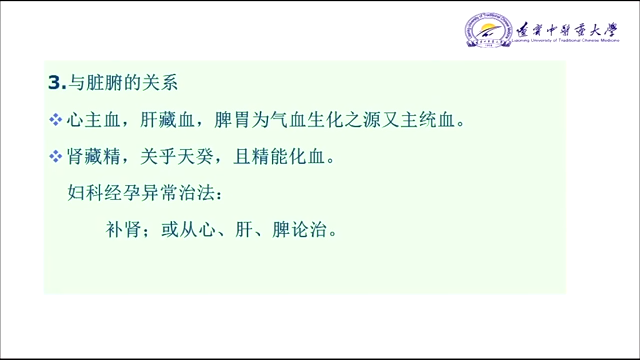 遼寧中醫藥大學
Liaoning University of Traditional Chinese Medicine
3.与脏腑的关系
心主血，肝藏血，脾胃为气血生化之源又主统血。
肾藏精，关乎天癸，且精能化血。
妇科经孕异常治法：
补肾；或从心、肝、脾论治。